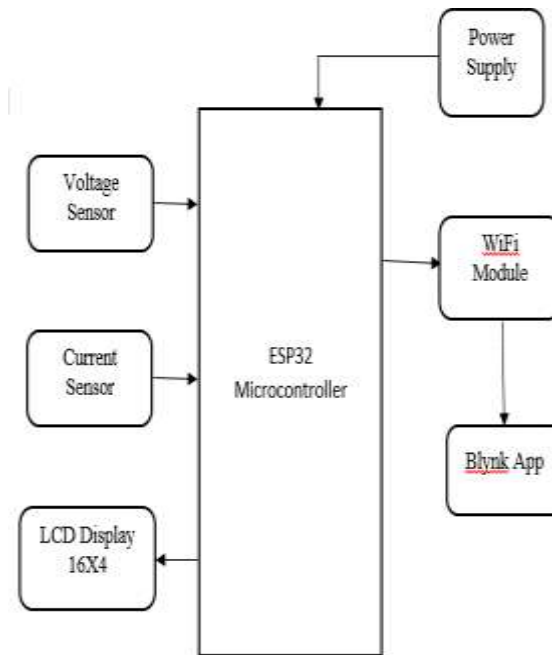 Power
Supply
Voltage
Sensor
WiFi
Module
ESP32
Microcontroller
Current
Sensor
Blynk App
LCD Display
16X4